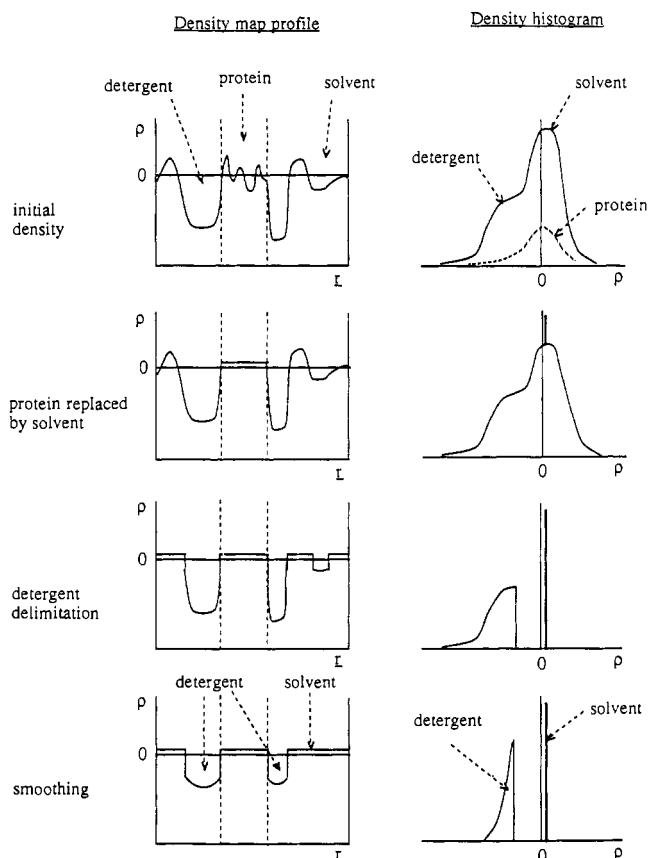 Density map profile
Density histogram
detergent
protein
solvent
ρ
0
initial
density
r
solvent
detergent
protein
0
ρ
ρ
0
protein replaced
by solvent
r
0
ρ
ρ
0
detergent
delimitation
r
0
ρ
detergent
solvent
ρ
0
smoothing
r
detergent
solvent
0
ρ